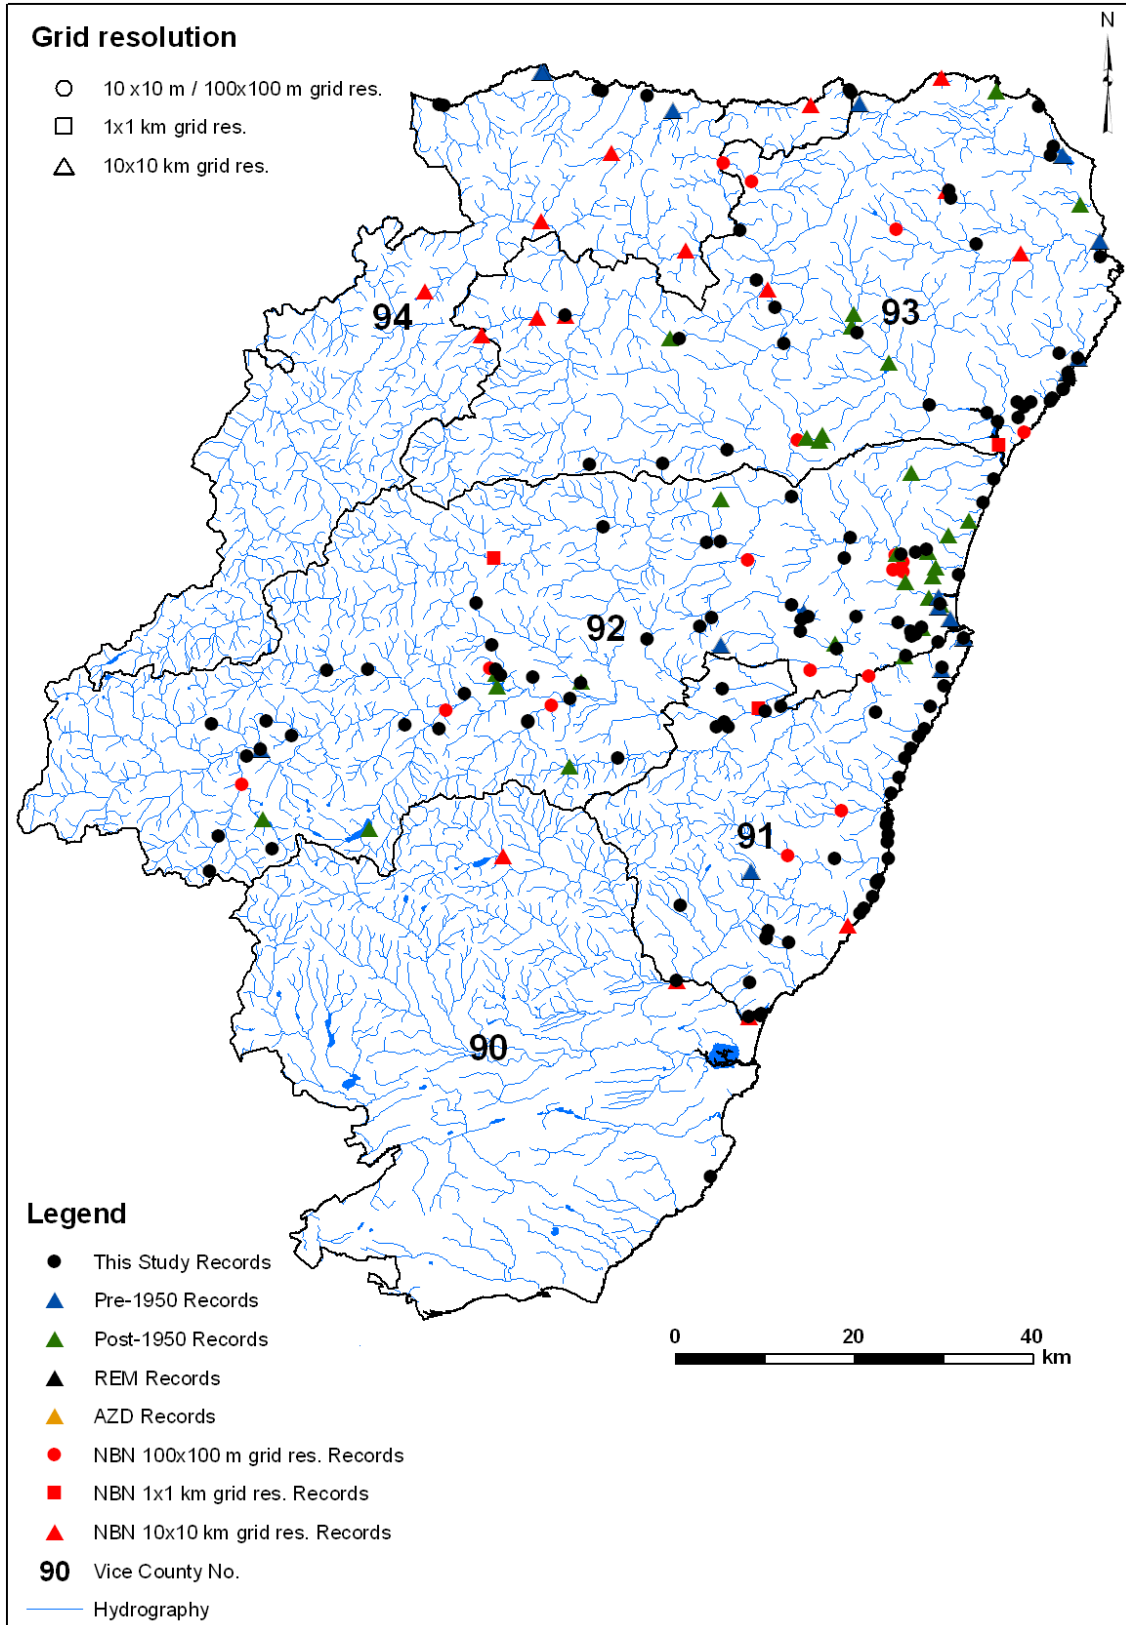 Grid resolution
N
10 x10 m / 100x100 m grid res.
1x1 km grid res.
10x10 km grid res.
94
93
92
91
90
Legend
This Study Records
Pre-1950 Records
Post-1950 Records
REM Records
AZD Records
NBN 100x100 m grid res. Records
NBN 1x1 km grid res. Records
NBN 10x10 km grid res. Records
90 Vice County No.
Hydrography
0 20 40
km